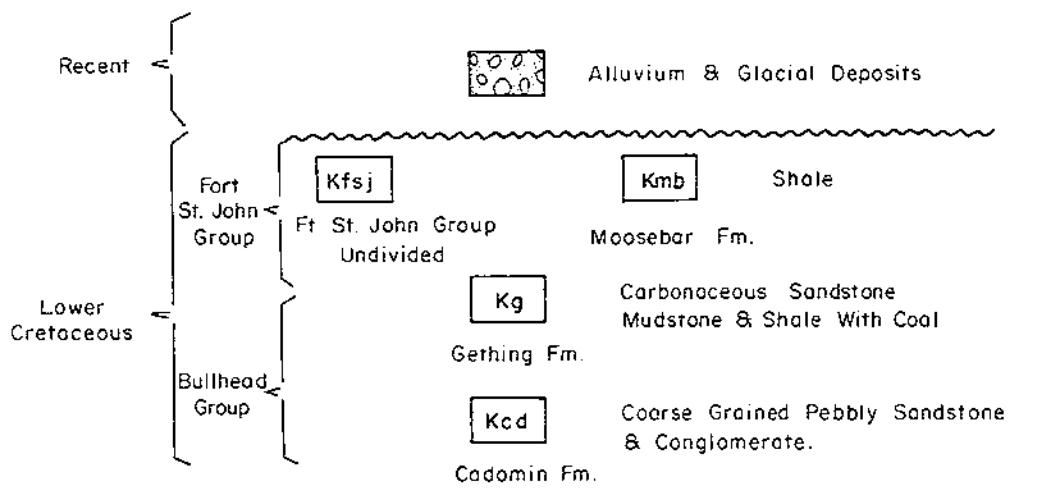 Recent
Alluvium & Glacial Deposits
Lower
Cretaceous
Fort
St. John
Group
Kfsj
Ft St. John Group
Undivided
Kmb
Shale
Moosebar Fm.
Bullhead
Group
Kg
Carbonaceous Sandstone
Mudstone & Shale With Coal
Gething Fm.
Kcd
Coarse Grained Pebbly Sandstone
& Conglomerate.
Cadomin Fm.